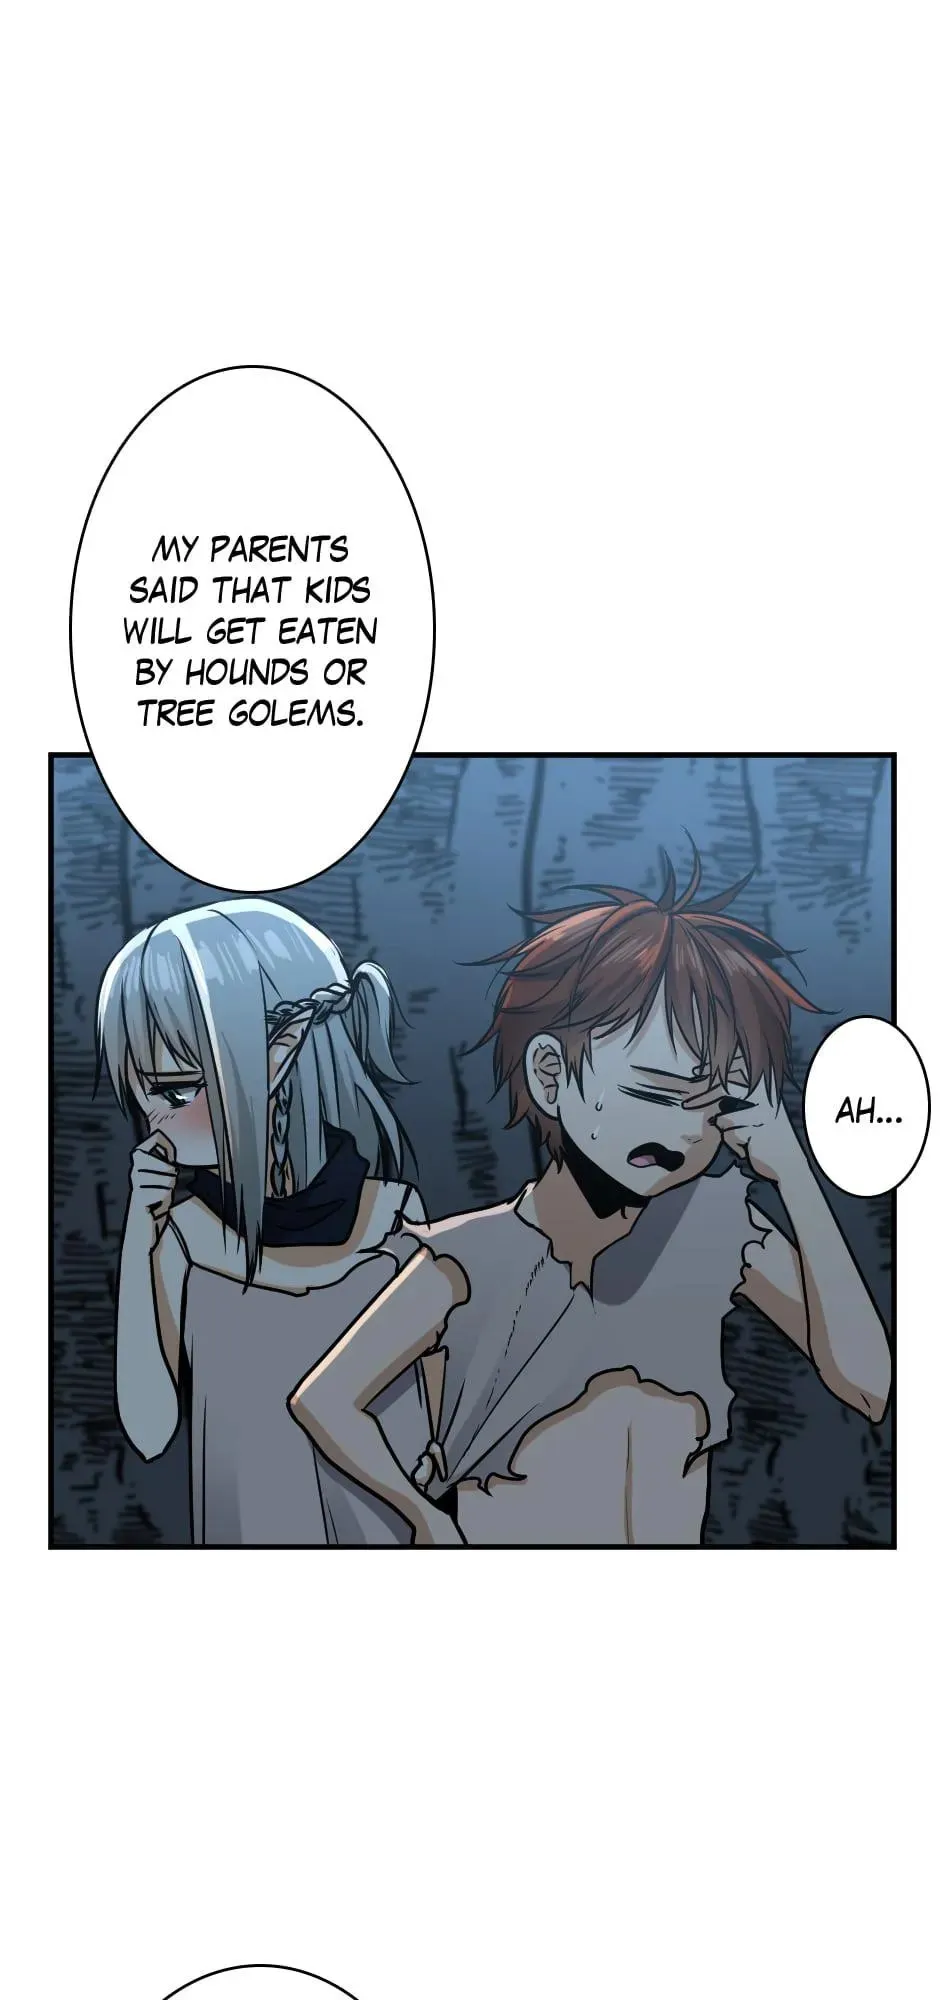 MY PARENTS
SAID THAT KIDS
WILL GET EATEN
BY HOUNDS OR
TREE GOLEMS.
AH...